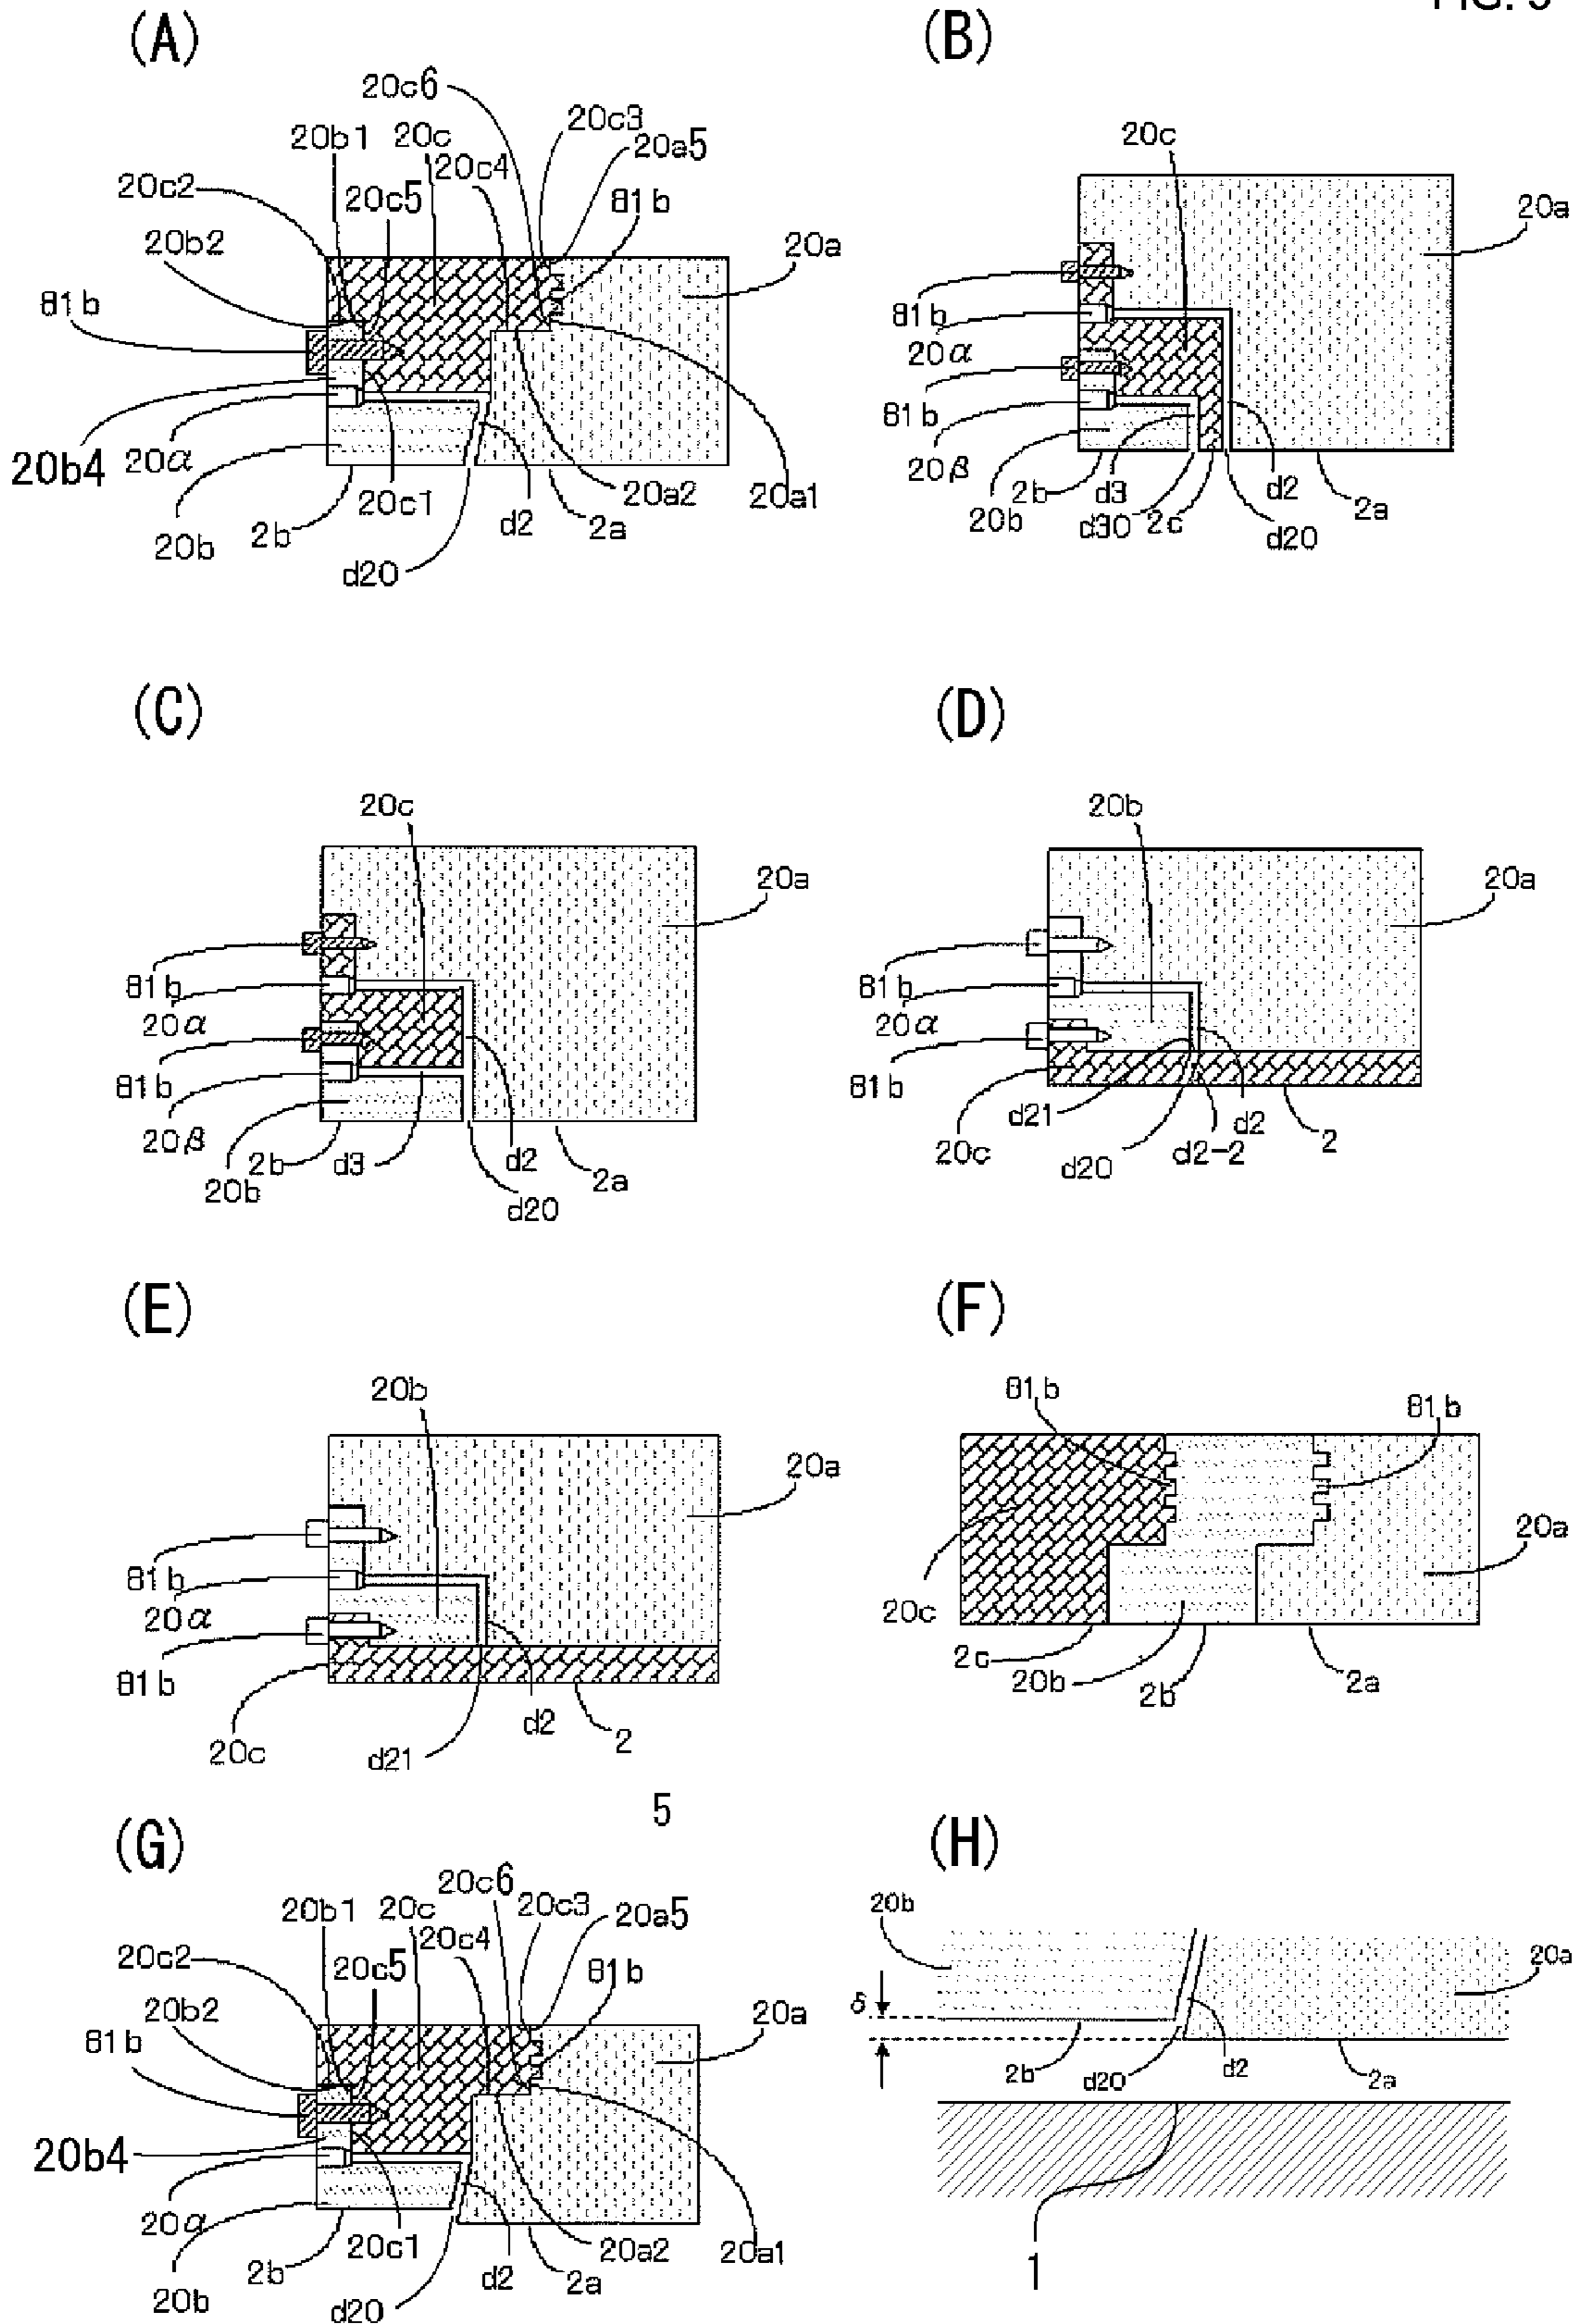 FIG. 5
(A)
(B)
20c6
20c3
20b1
20c
20a5
20c4
20c2
20c5
81b
20b2
20a
81b
20b4
20α
20c1
20a2
20a1
20b
2b
d2
2a
d20
20c
20a
81b
20α
81b
20β
20b
2b
d3
d30
2c
d2
d20
2a
(C)
(D)
20c
20a
81b
20α
81b
20β
20b
2b
d3
d2
d20
2a
20b
20a
81b
20α
81b
20c
d21
d20
d2-2
d2
2
(E)
(F)
20b
20a
81b
20α
81b
20c
d21
d2
2
81b
81b
20a
20c
2c
20b
2b
2a
5
(G)
(H)
20c6
20b1
20c
20c3
20a5
20c4
20c2
20c5
81b
20b2
81b
20a
20b4
20α
20c1
20a2
20a1
20b
2b
d2
2a
d20
20b
20a
δ
2b
d20
d2
2a
1